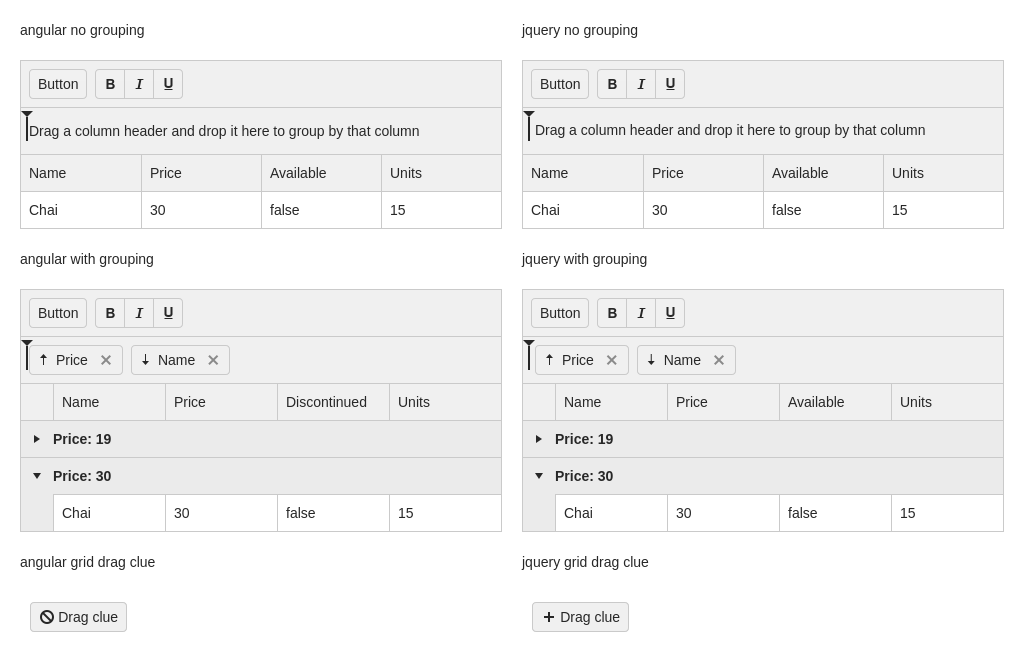 angular no grouping
Button B I U
Drag a column header and drop it here to group by that column
Name Price Available Units
Chai 30 false 15
jquery no grouping
Button B I U
Drag a column header and drop it here to group by that column
Name Price Available Units
Chai 30 false 15
angular with grouping
Button B I U
Price Name
Name Price Discontinued Units
Price: 19
Price: 30
Chai 30 false 15
jquery with grouping
Button B I U
Price Name
Name Price Available Units
Price: 19
Price: 30
Chai 30 false 15
angular grid drag clue
Drag clue
jquery grid drag clue
Drag clue